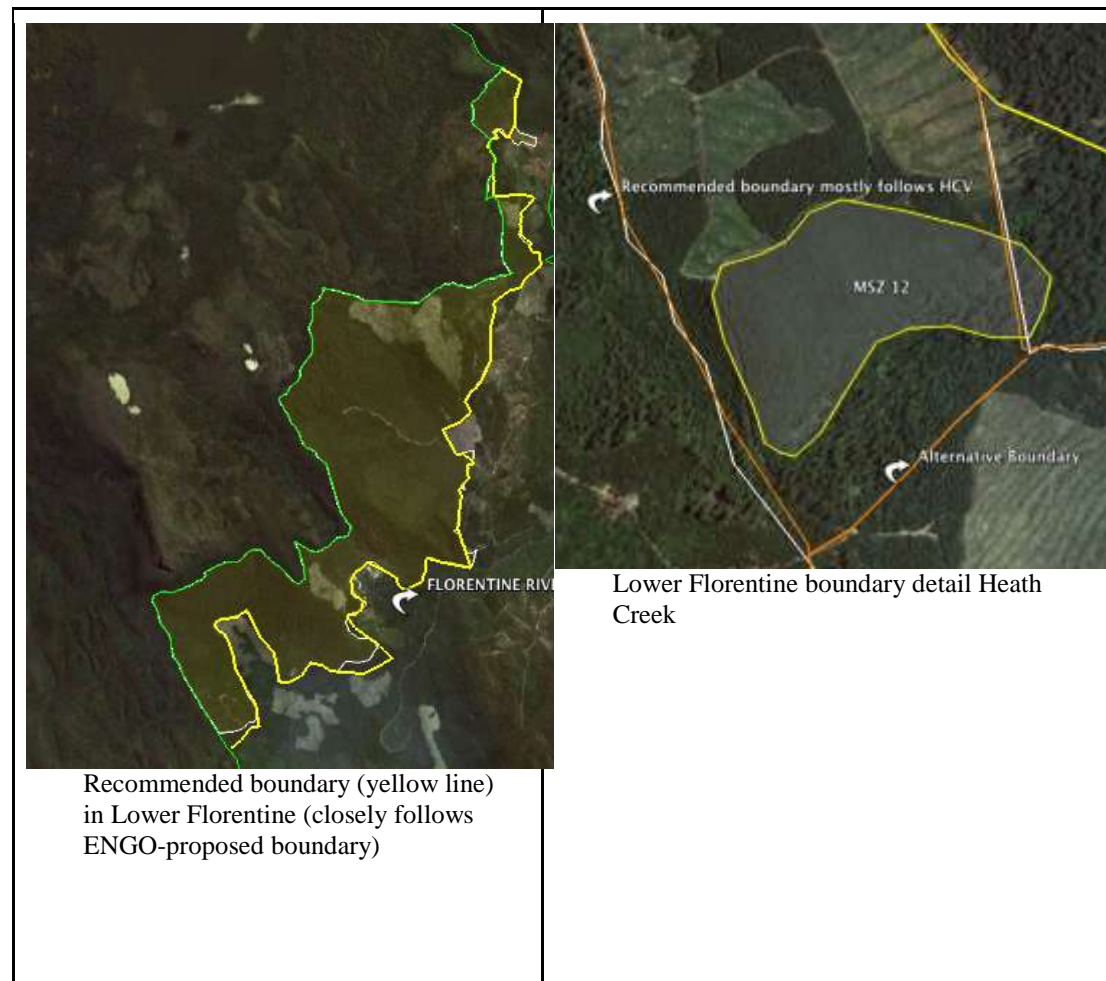 FLORENTINE RIV
Recommended boundary (yellow line)
in Lower Florentine (closely follows
ENGO-proposed boundary)
Recommended boundary mostly follows HCV
MSZ 12
Alternative Boundary
Lower Florentine boundary detail Heath
Creek